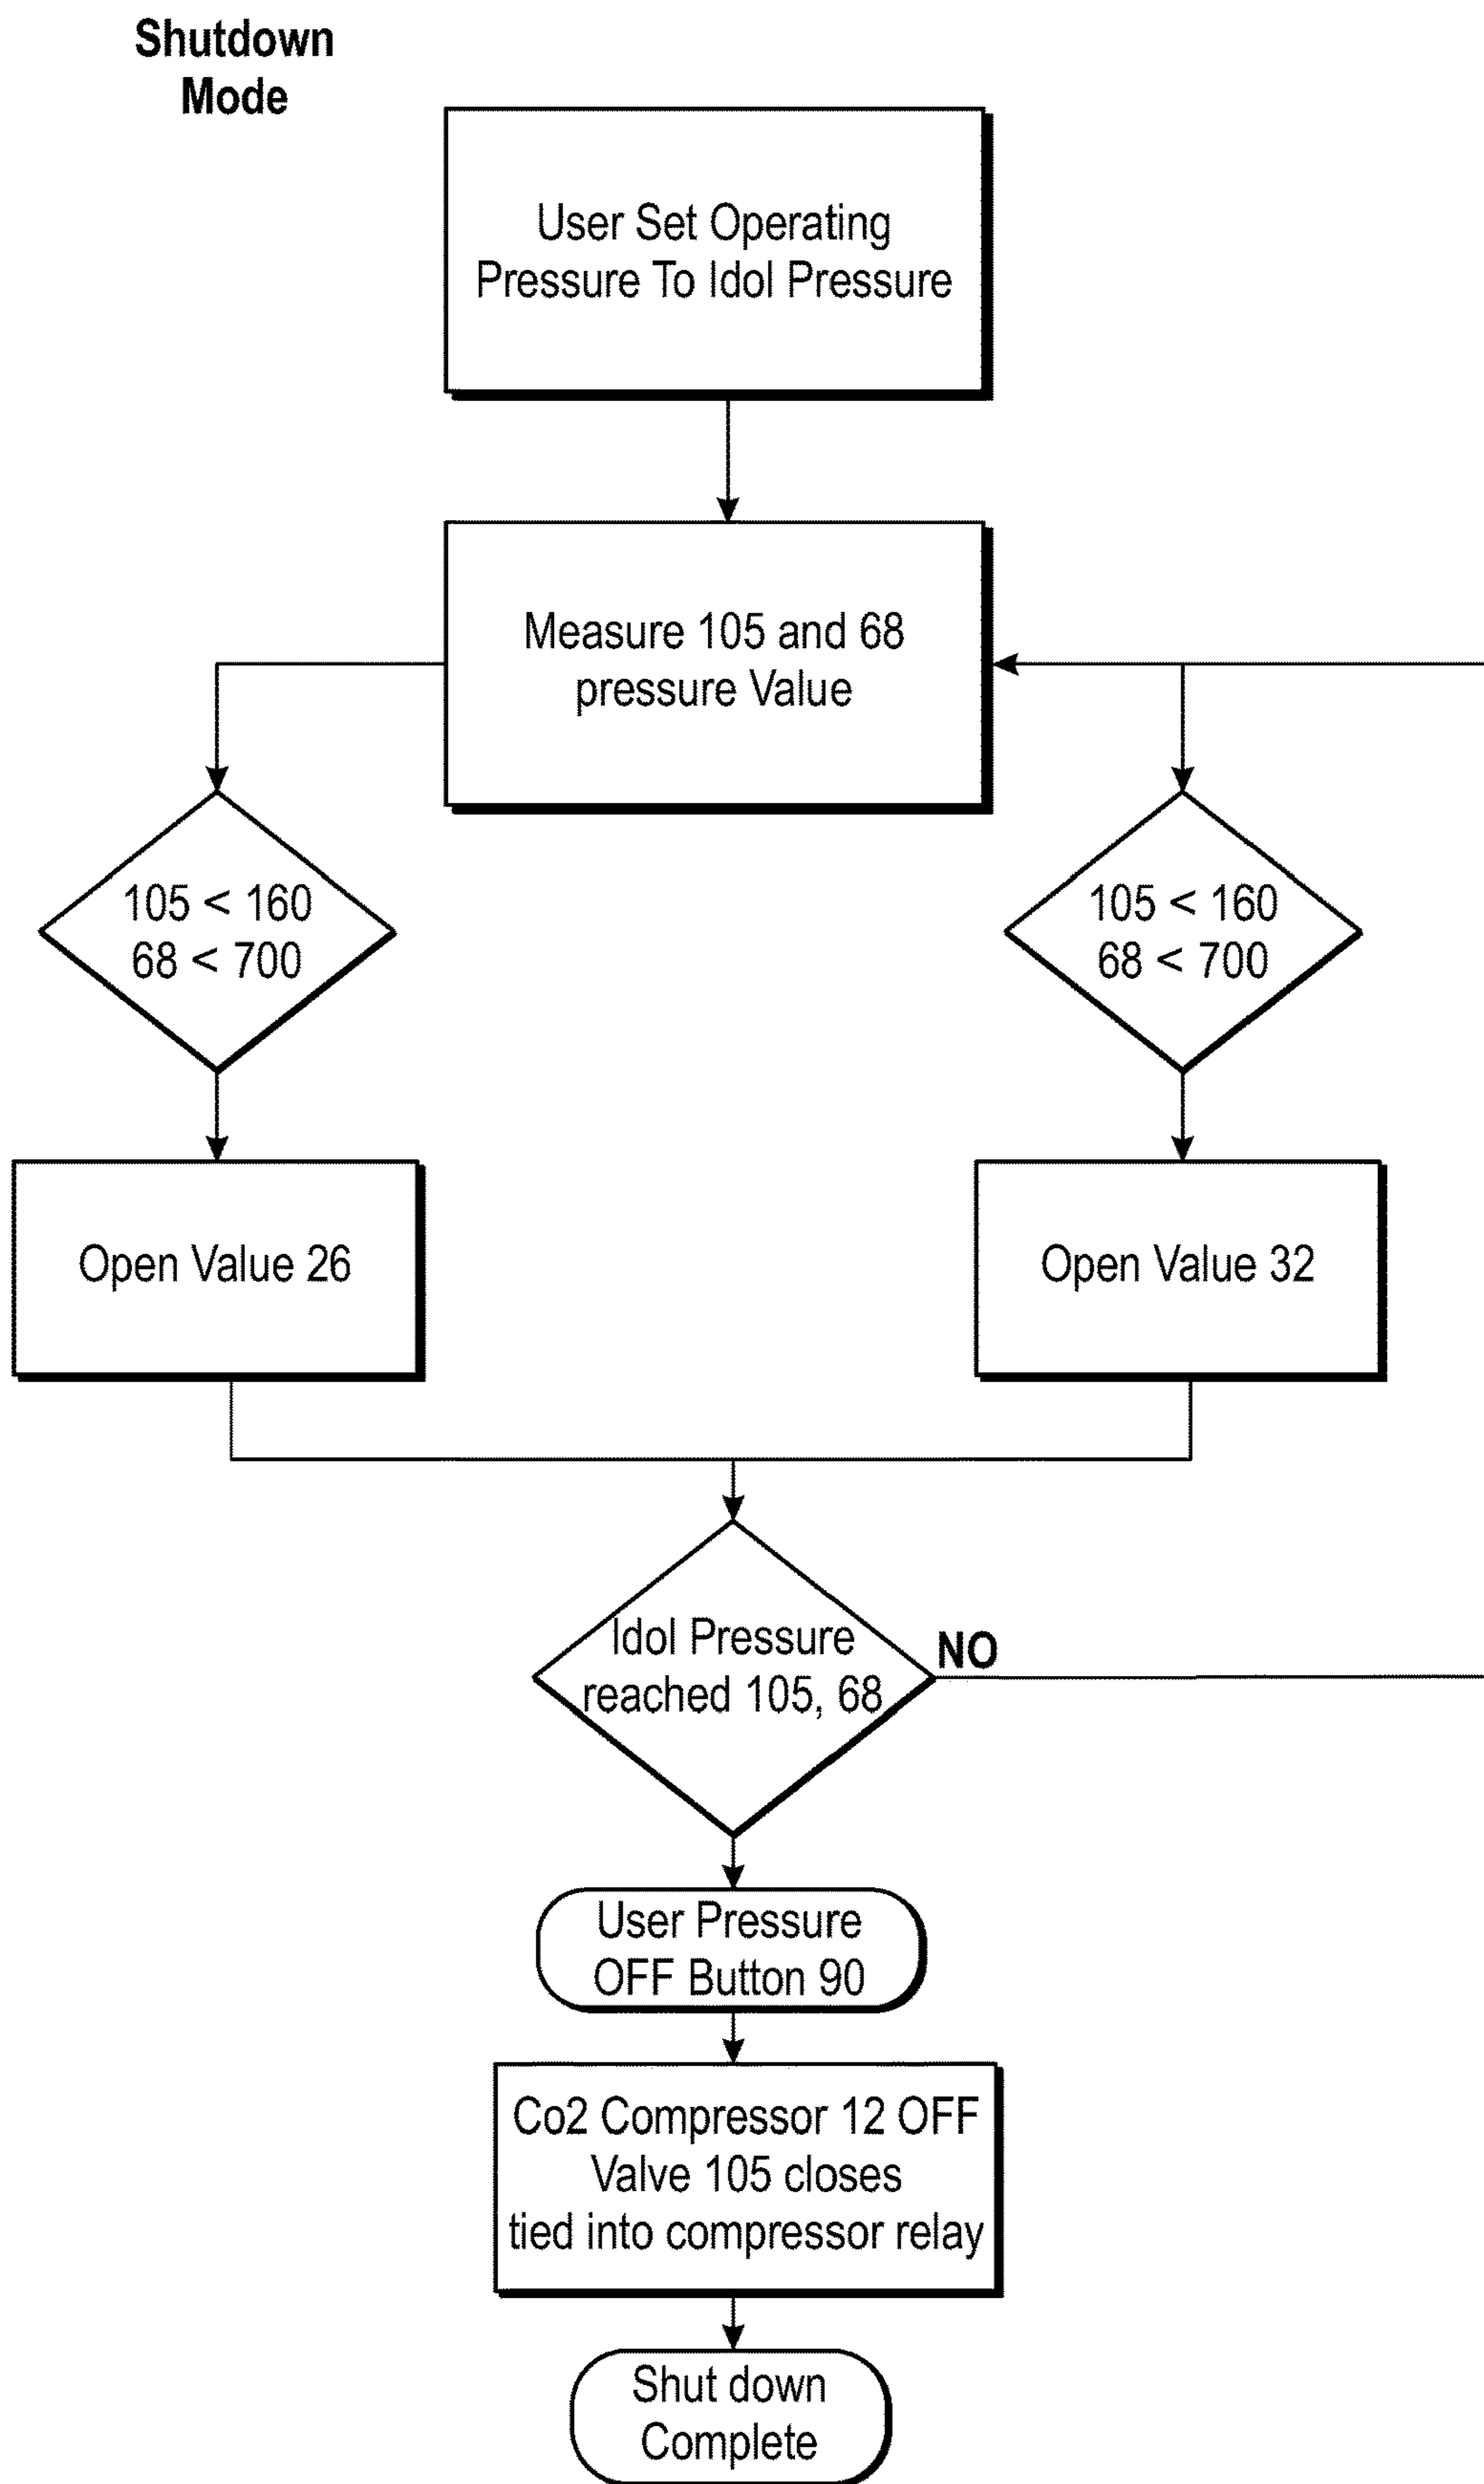 Shutdown
Mode
User Set Operating
Pressure To Idol Pressure
Measure 105 and 68
pressure Value
105 < 160
68 < 700
105 < 160
68 < 700
Open Value 26
Open Value 32
Idol Pressure
reached 105, 68
NO
User Pressure
OFF Button 90
Co2 Compressor 12 OFF
Valve 105 closes
tied into compressor relay
Shut down
Complete